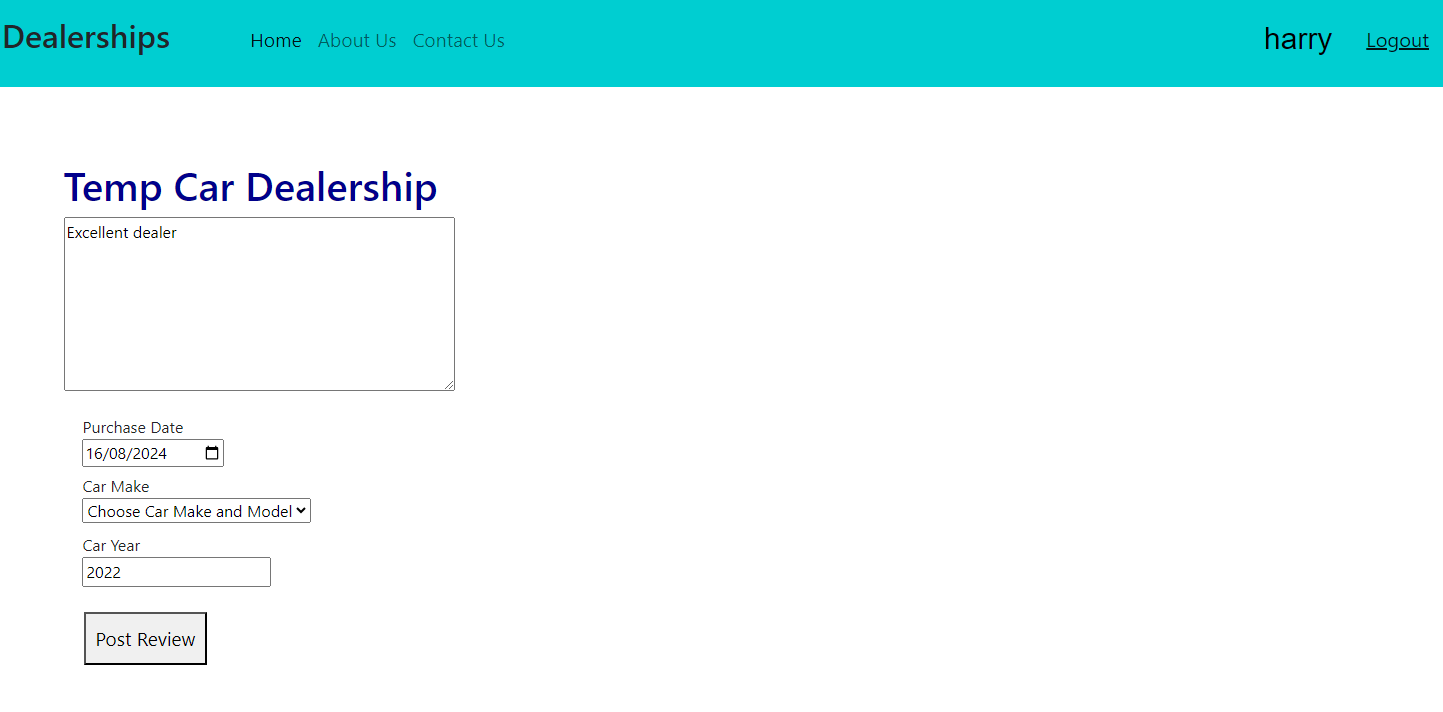 Dealerships Home About Us Contact Us harry Logout
Temp Car Dealership
Excellent dealer
Purchase Date
16/08/2024
Car Make
Choose Car Make and Model
Car Year
2022
Post Review